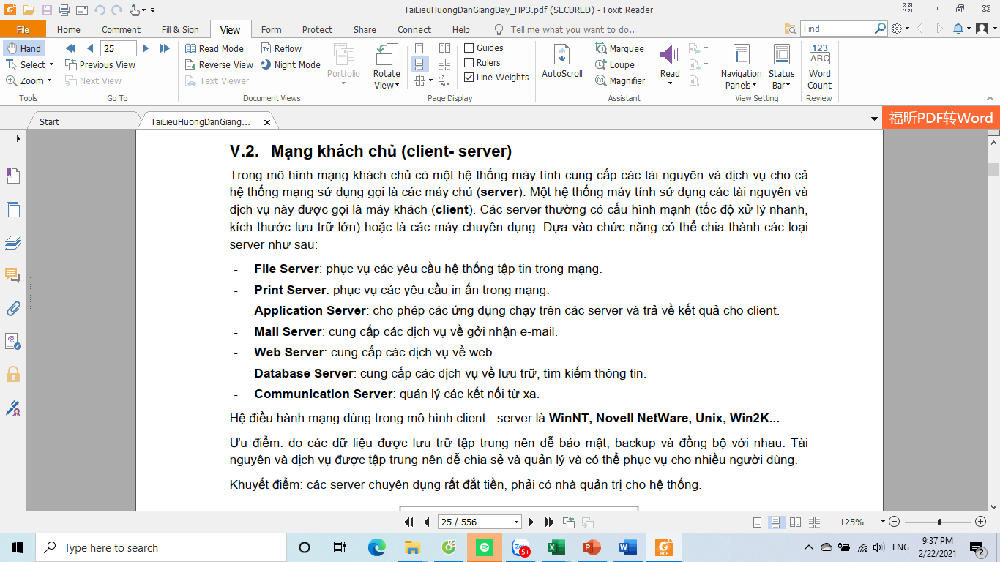 TaiLieuHuongDanGiangDay_HP3.pdf (SECURED) - Foxit Reader
File Home Comment Fill & Sign View Form Protect Share Connect Help Tell me what you want to do.. Find
Hand 25 Read Mode Reflow Guides Marquee 123
Select Previous View Reverse View Night Mode Rulers Loupe ABC
Zoom Next View Text Viewer Portfolio Rotate View Line Weights AutoScroll Magnifier Read Navigation Panels Status Bar Word Count
Tools Go To Document Views Page Display Assistant View Setting Review
Start TaiLieuHuongDanGiang... 福昕PDF转Word
V.2. Mạng khách chủ (client- server)
Trong mô hình mạng khách chủ có một hệ thống máy tính cung cấp các tài nguyên và dịch vụ cho cả
hệ thống mạng sử dụng gọi là các máy chủ (server). Một hệ thống máy tính sử dụng các tài nguyên và
dịch vụ này được gọi là máy khách (client). Các server thường có cấu hình mạnh (tốc độ xử lý nhanh,
kích thước lưu trữ lớn) hoặc là các máy chuyên dụng. Dựa vào chức năng có thể chia thành các loại
server như sau:
- File Server: phục vụ các yêu cầu hệ thống tập tin trong mạng.
- Print Server: phục vụ các yêu cầu in ấn trong mạng.
- Application Server: cho phép các ứng dụng chạy trên các server và trả về kết quả cho client.
- Mail Server: cung cấp các dịch vụ về gởi nhận e-mail.
- Web Server: cung cấp các dịch vụ về web.
- Database Server: cung cấp các dịch vụ về lưu trữ, tìm kiếm thông tin.
- Communication Server: quản lý các kết nối từ xa.
Hệ điều hành mạng dùng trong mô hình client - server là WinNT, Novell NetWare, Unix, Win2K...
Ưu điểm: do các dữ liệu được lưu trữ tập trung nên dễ bảo mật, backup và đồng bộ với nhau. Tài
nguyên và dịch vụ được tập trung nên dễ chia sẻ và quản lý và có thể phục vụ cho nhiều người dùng.
Khuyết điểm: các server chuyên dụng rất đắt tiền, phải có nhà quản trị cho hệ thống.
25 / 556 125%
Type here to search 5+ ENG 9:37 PM
2/22/2021 2